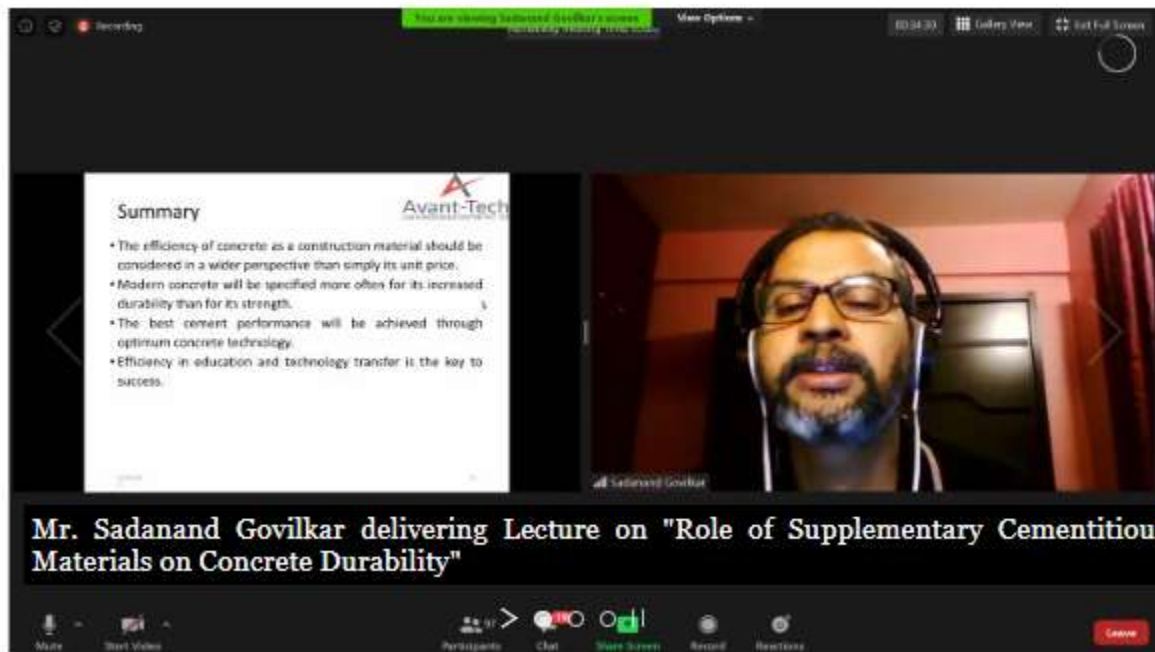 Recording
You are viewing Sadanand Govilkar's screen
View Options
00:34:30
Gallery View
Exit Full Screen
Avant-Tech
Summary
• The efficiency of concrete as a construction material should be
considered in a wider perspective than simply its unit price.
• Modern concrete will be specified more often for its increased
durability than for its strength.
• The best cement performance will be achieved through
optimum concrete technology.
• Efficiency in education and technology transfer is the key to
success.
Sadanand Govilkar
Mr. Sadanand Govilkar delivering Lecture on "Role of Supplementary Cementitiou
Materials on Concrete Durability"
Mute
Start Video
Participants
97
Chat
Share Screen
Record
Reactions
Leave